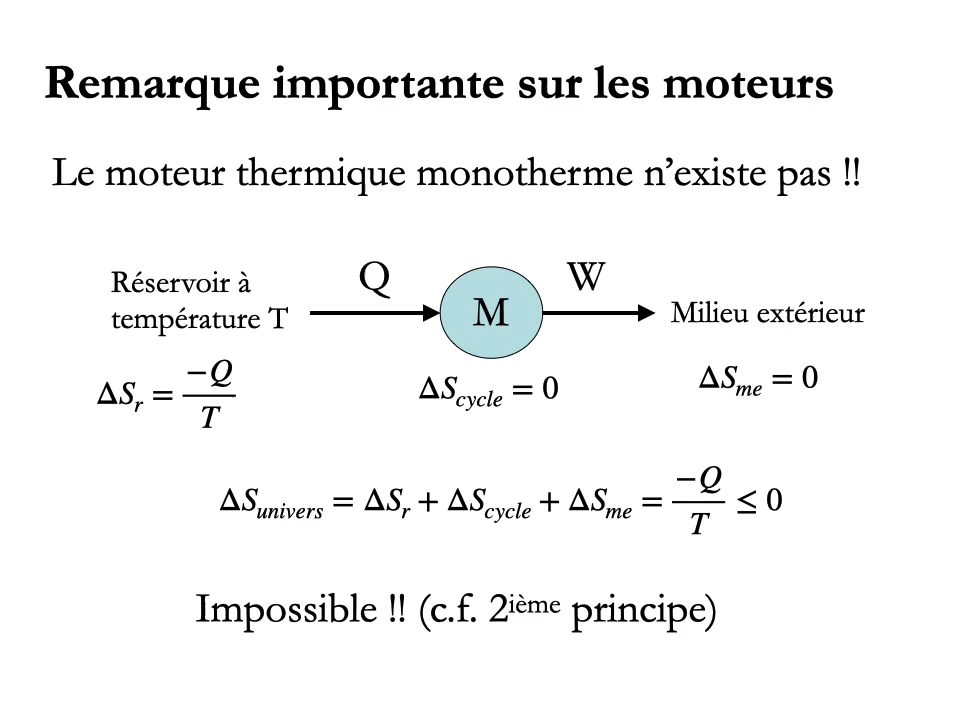 Remarque importante sur les moteurs
Le moteur thermique monotherme n’existe pas !!
Réservoir à
température T
Q
M
W
Milieu extérieur
ΔS_r = −Q/T
ΔS_cycle = 0
ΔS_me = 0
ΔS_univers = ΔS_r + ΔS_cycle + ΔS_me = −Q/T ≤ 0
Impossible !! (c.f. 2ième principe)